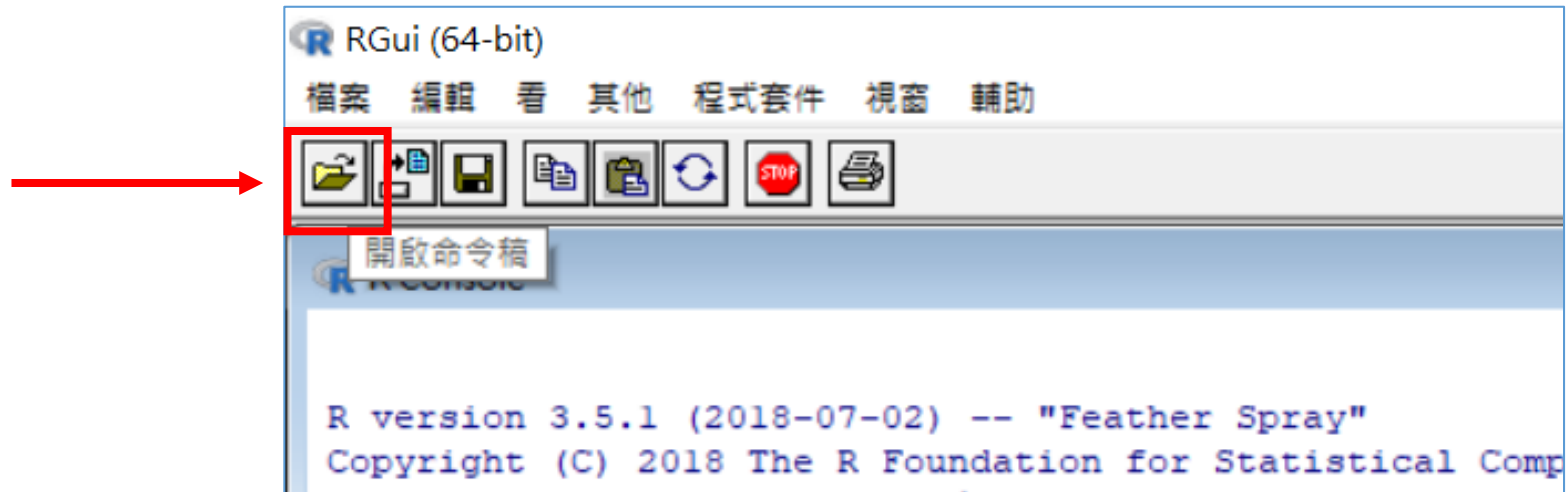 RGui (64-bit)
檔案 編輯 看 其他 程式套件 視窗 輔助
STOP
開啟命令稿
R Console
R version 3.5.1 (2018-07-02) -- "Feather Spray"
Copyright (C) 2018 The R Foundation for Statistical Comp